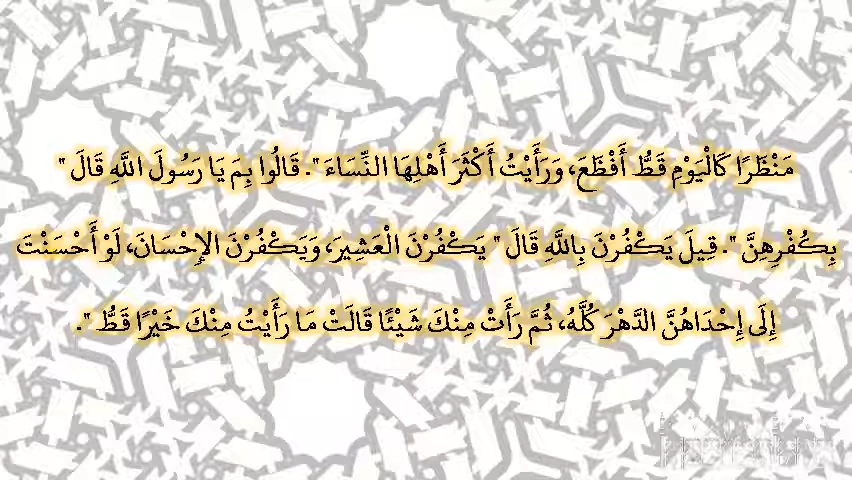 مَنْظَرًا كَالْيَوْمِ قَطُّ أَفْظَعَ، وَرَأَيْتُ أَكْثَرَ أَهْلِهَا النِّسَاءَ ". قَالُوا بِمَ يَا رَسُولَ اللَّهِ قَالَ "
بِكُفْرِهِنَّ ". قِيلَ يَكْفُرْنَ بِاللَّهِ قَالَ " يَكْفُرْنَ الْعَشِيرَ، وَيَكْفُرْنَ الإِحْسَانَ، لَوْ أَحْسَنْتَ
إِلَى إِحْدَاهُنَّ الدَّهْرَ كُلَّهُ، ثُمَّ رَأَتْ مِنْكَ شَيْئًا قَالَتْ مَا رَأَيْتُ مِنْكَ خَيْرًا قَطُّ ".